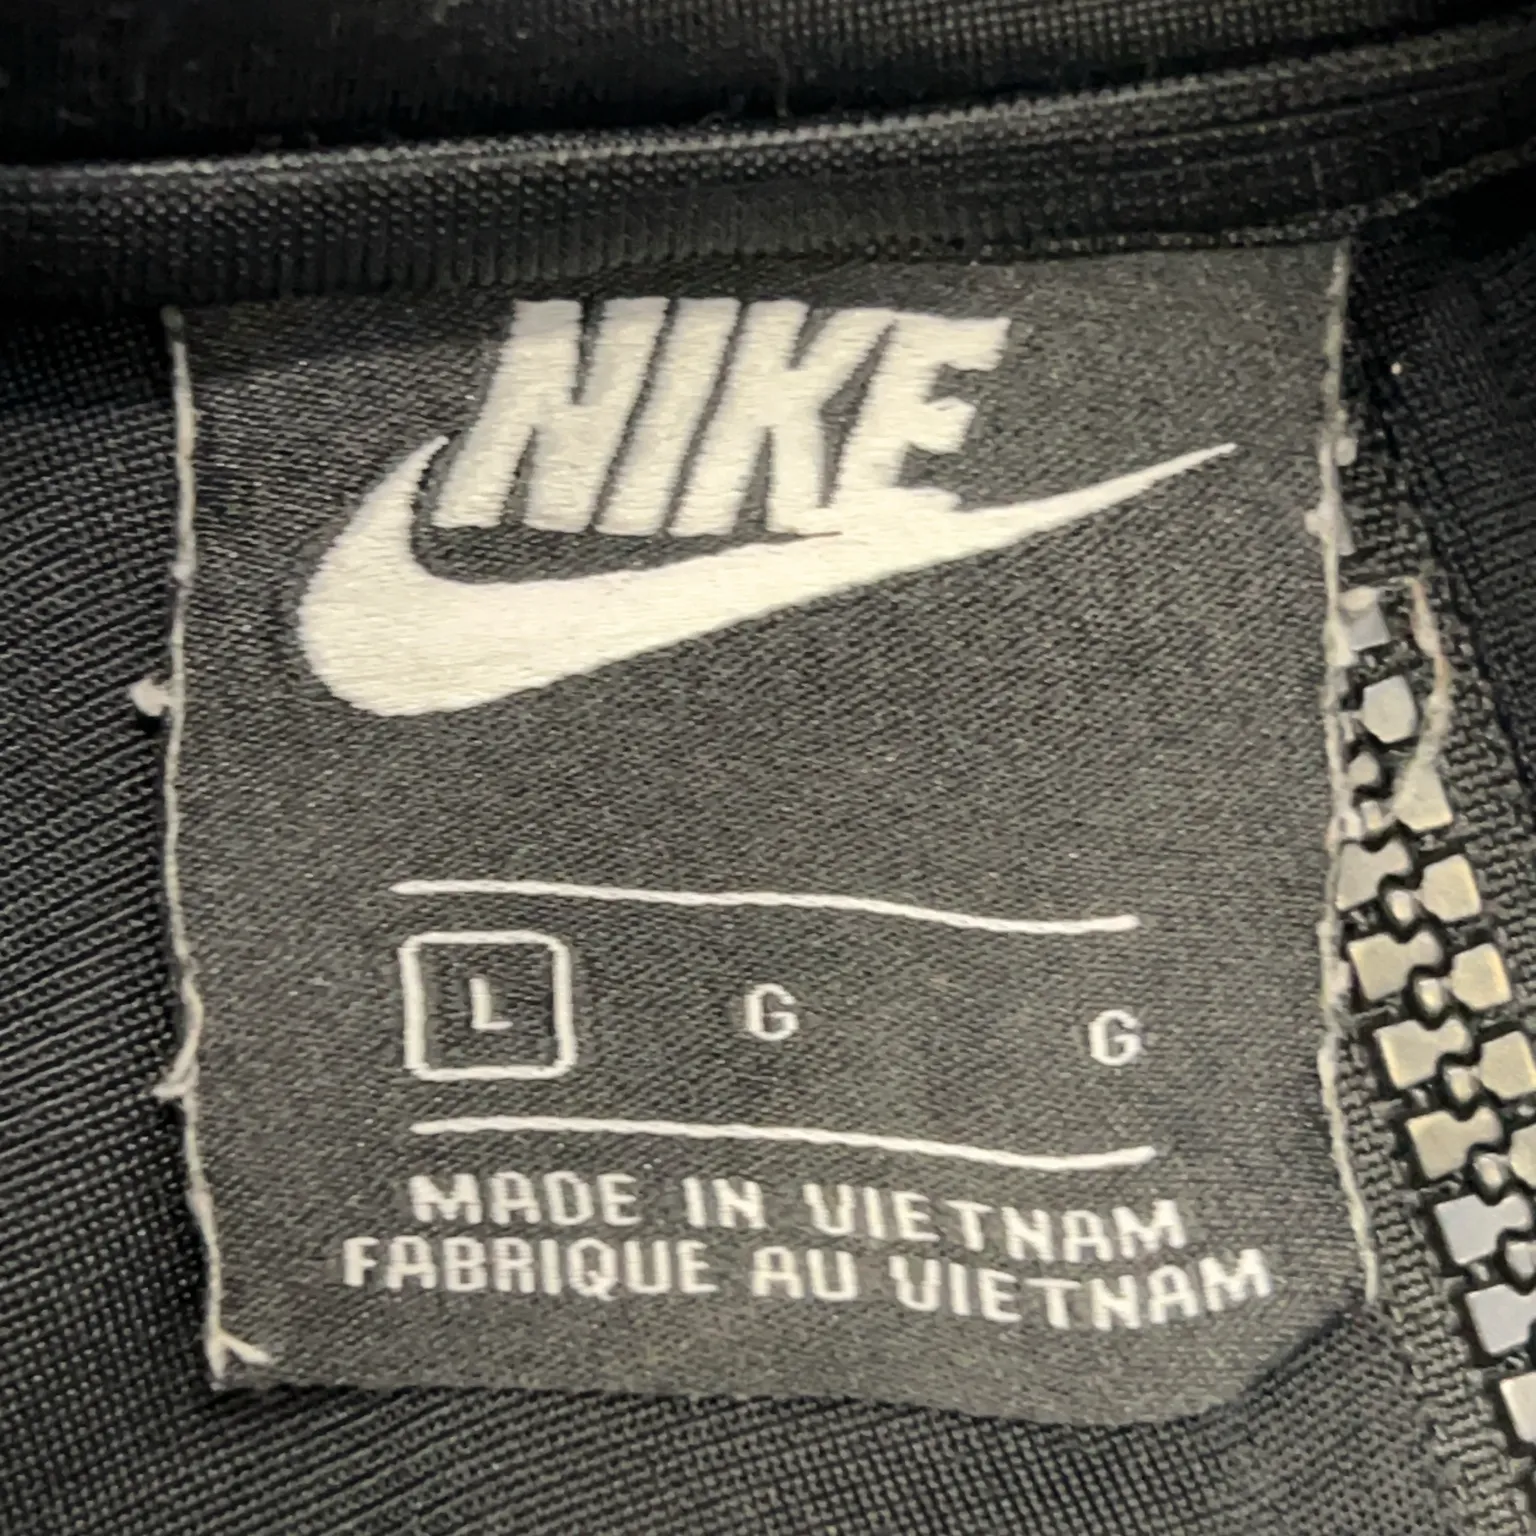 NIKE
L G G
MADE IN VIETNAM
FABRIQUE AU VIETNAM